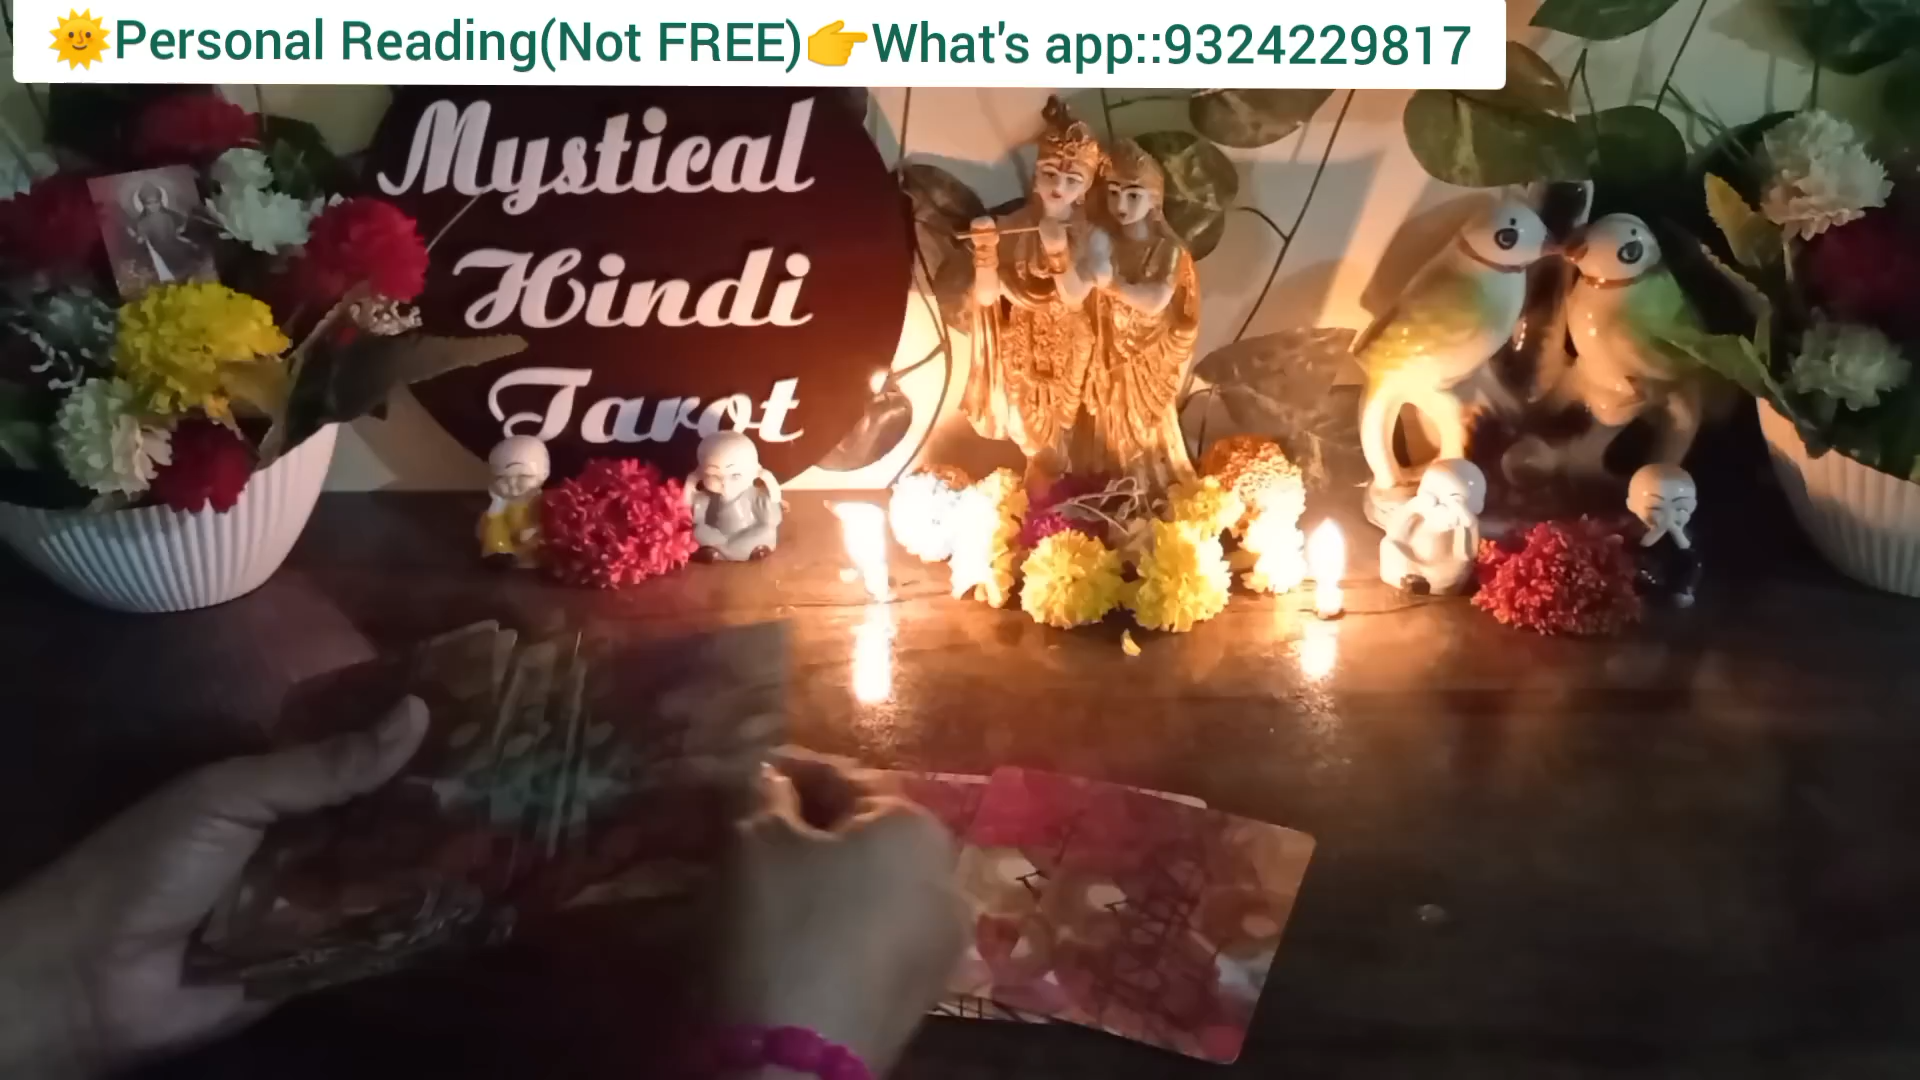 🌞Personal Reading(Not FREE)👉What's app::9324229817
Mystical
Hindi
Tarot